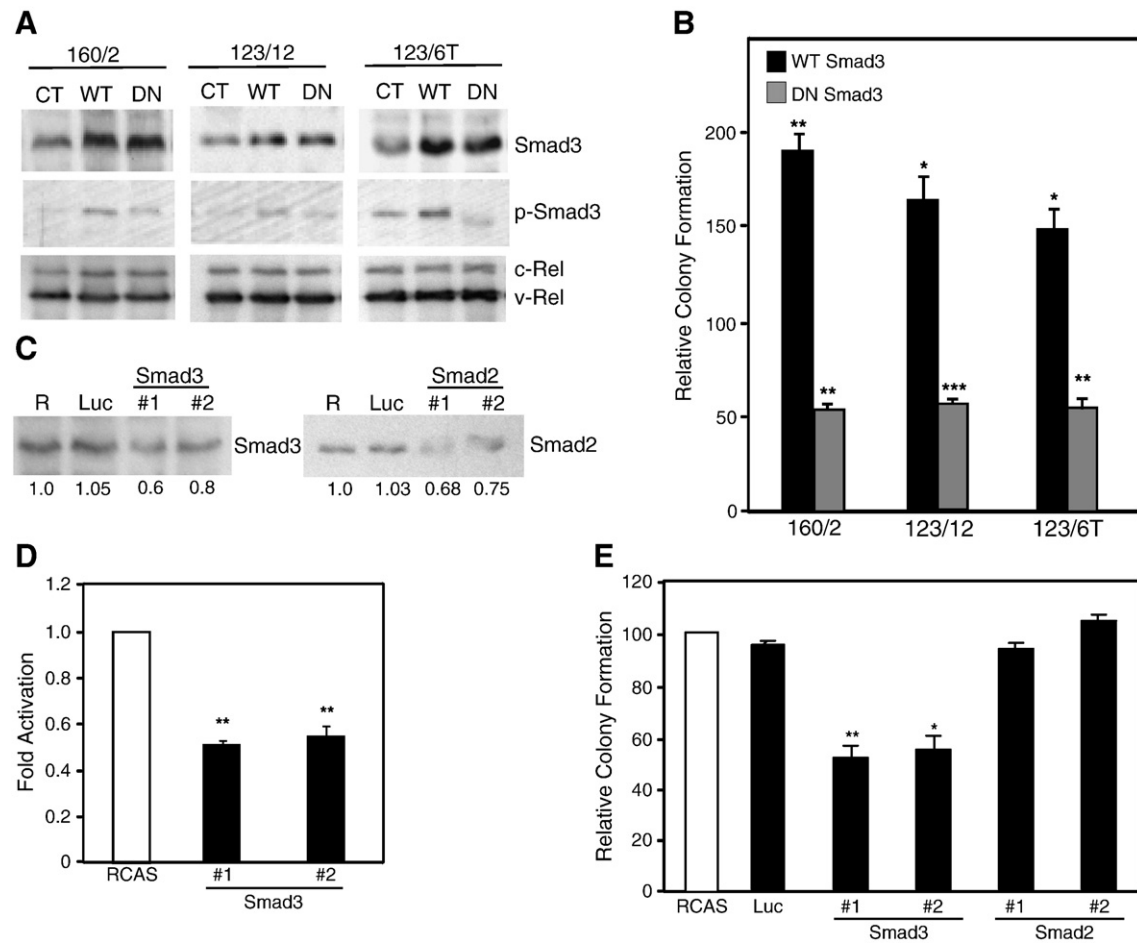 A
160/2
123/12
123/6T
CT WT DN
CT WT DN
CT WT DN
Smad3
p-Smad3
c-Rel
v-Rel
B
WT Smad3
DN Smad3
Relative Colony Formation
200
150
100
50
0
**
**
*
***
*
**
160/2
123/12
123/6T
C
Smad3
R Luc #1 #2
Smad3
1.0 1.05 0.6 0.8
Smad2
R Luc #1 #2
Smad2
1.0 1.03 0.68 0.75
D
Fold Activation
1.2
1.0
0.8
0.6
0.4
0.2
0
**
**
RCAS #1 #2
Smad3
E
Relative Colony Formation
120
100
80
60
40
20
0
**
*
RCAS Luc #1 #2 #1 #2
Smad3 Smad2